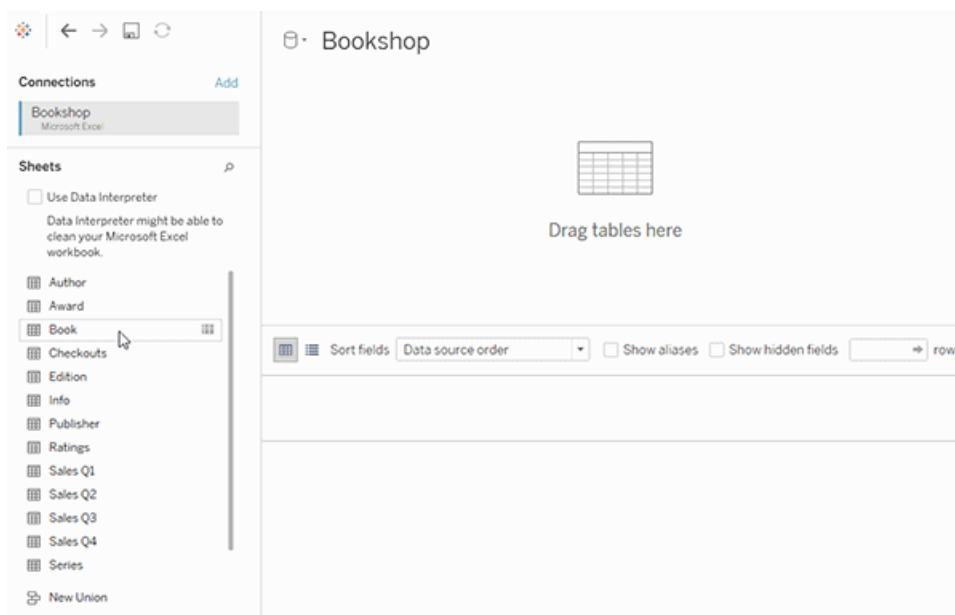 Bookshop
Connections
Add
Bookshop
Microsoft Excel
Sheets
Use Data Interpreter
Data Interpreter might be able to
clean your Microsoft Excel
workbook.
Author
Award
Book
Checkouts
Edition
Info
Publisher
Ratings
Sales Q1
Sales Q2
Sales Q3
Sales Q4
Series
New Union
Drag tables here
Sort fields Data source order Show aliases Show hidden fields row